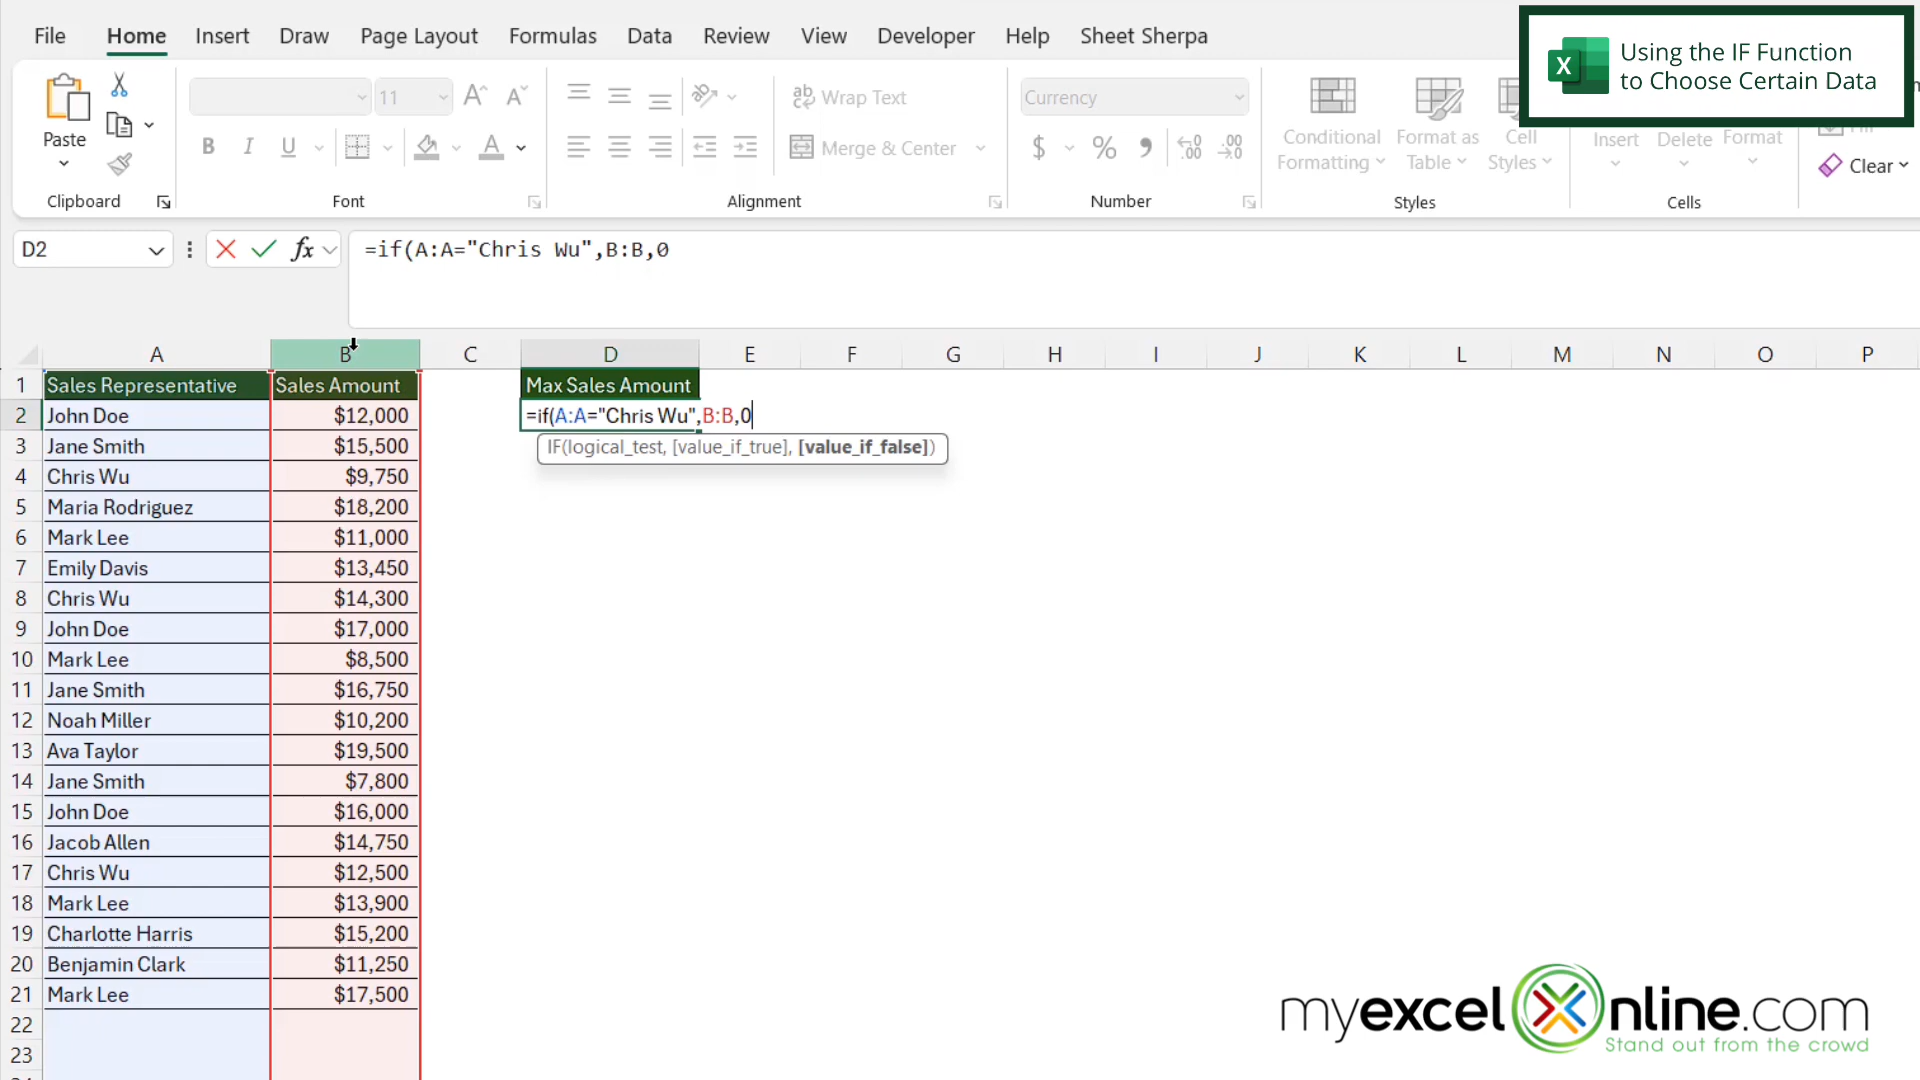 File Home Insert Draw Page Layout Formulas Data Review View Developer Help Sheet Sherpa
Using the IF Function
to Choose Certain Data
Paste
11
B I U
Wrap Text
Merge & Center
Currency
$ % 9
Conditional
Formatting
Format as
Table
Cell
Styles
Insert Delete Format
Clear
Clipboard Font Alignment Number Styles Cells
D2 fx =if(A:A="Chris Wu",B:B,0
A B C D E F G H I J K L M N O P
1 Sales Representative Sales Amount Max Sales Amount
2 John Doe $12,000 =if(A:A="Chris Wu",B:B,0
IF(logical_test, [value_if_true], [value_if_false])
3 Jane Smith $15,500
4 Chris Wu $9,750
5 Maria Rodriguez $18,200
6 Mark Lee $11,000
7 Emily Davis $13,450
8 Chris Wu $14,300
9 John Doe $17,000
10 Mark Lee $8,500
11 Jane Smith $16,750
12 Noah Miller $10,200
13 Ava Taylor $19,500
14 Jane Smith $7,800
15 John Doe $16,000
16 Jacob Allen $14,750
17 Chris Wu $12,500
18 Mark Lee $13,900
19 Charlotte Harris $15,200
20 Benjamin Clark $11,250
21 Mark Lee $17,500
22
23
myexcelonline.com
Stand out from the crowd